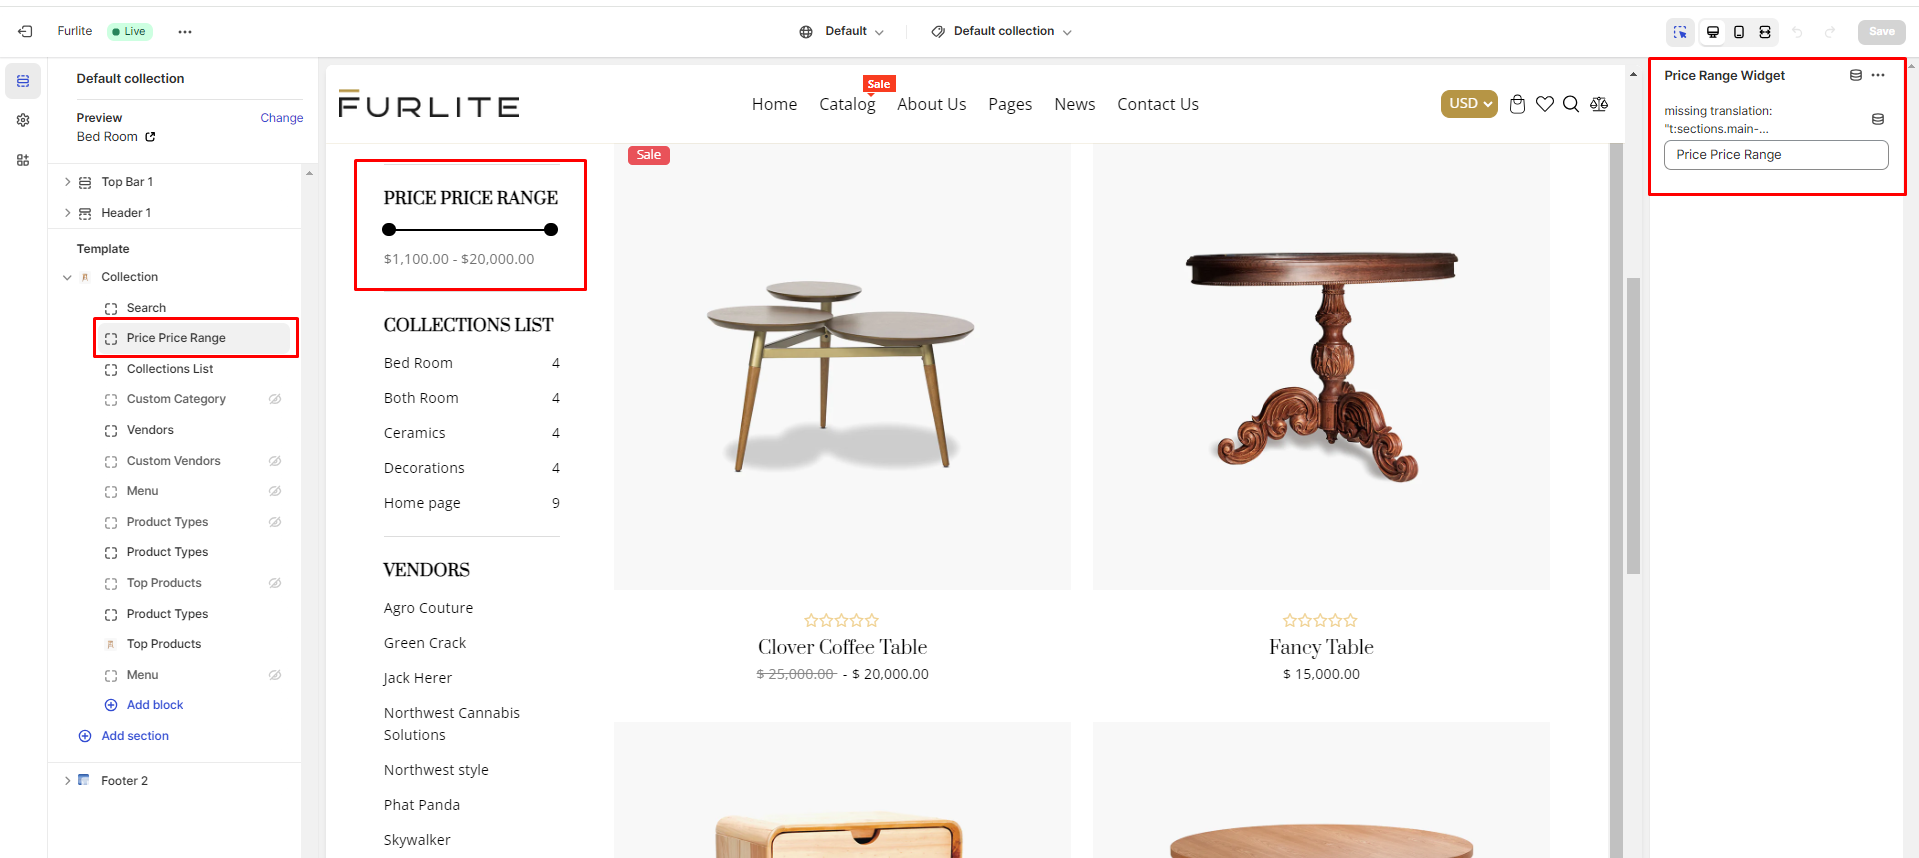 Furlite
Live
Default
Default collection
Save
Default collection
Preview
Change
Bed Room
Top Bar 1
Header 1
Template
Collection
Search
Price Price Range
Collections List
Custom Category
Vendors
Custom Vendors
Menu
Product Types
Product Types
Top Products
Product Types
Top Products
Menu
Add block
Add section
Footer 2
FURLITE
Sale
Home
Catalog
About Us
Pages
News
Contact Us
USD
PRICE PRICE RANGE
$1,100.00 - $20,000.00
COLLECTIONS LIST
Bed Room 4
Both Room 4
Ceramics 4
Decorations 4
Home page 9
VENDORS
Agro Couture
Green Crack
Jack Herer
Northwest Cannabis
Solutions
Northwest style
Phat Panda
Skywalker
Sale
Clover Coffee Table
$ 25,000.00 - $ 20,000.00
Fancy Table
$ 15,000.00
Price Range Widget
missing translation:
"t:sections.main-...
Price Price Range